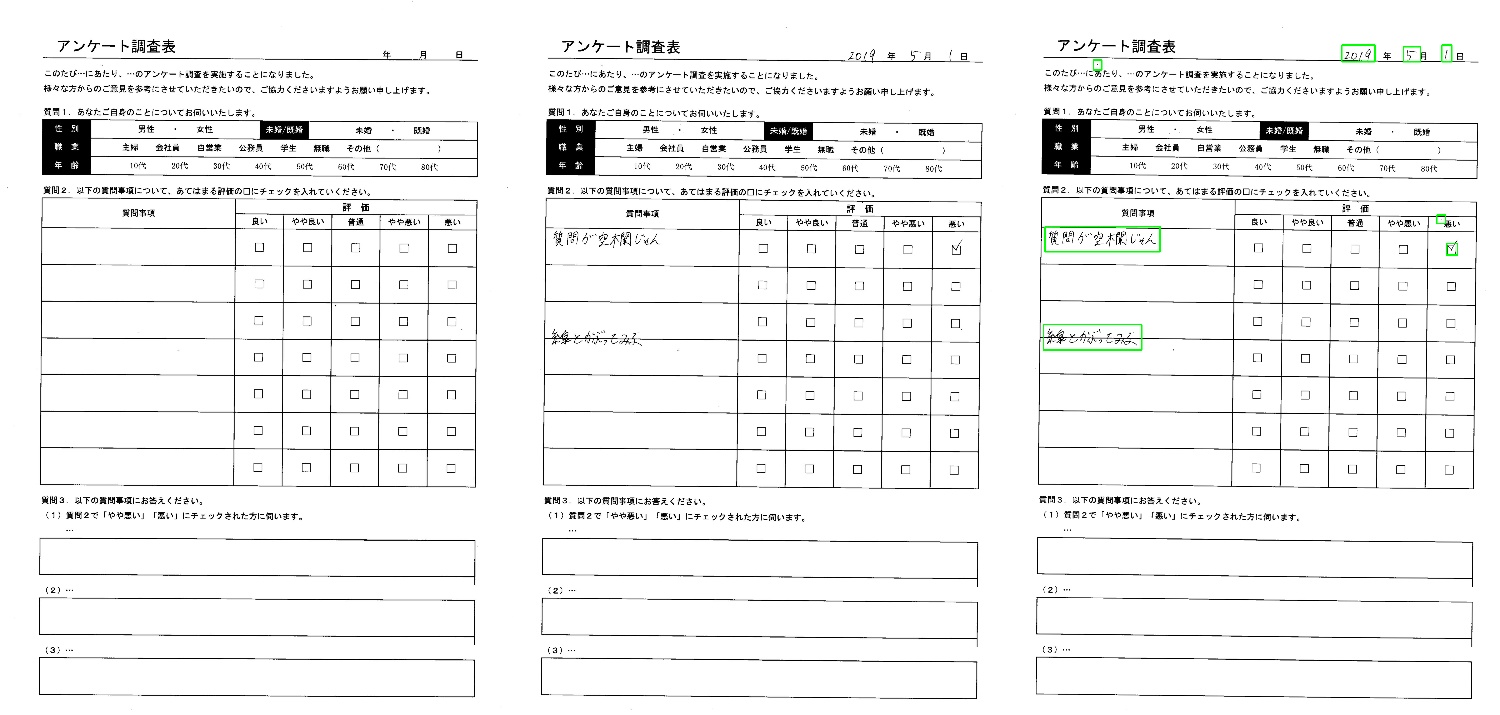 アンケート調査表
年 月 日
このたび…にあたり、…のアンケート調査を実施することになりました。
様々な方からのご意見を参考にさせていただきたいので、ご協力くださいますようお願い申し上げます。
質問1．あなたご自身のことについてお伺いいたします。
性 別 男性 ・ 女性 未婚/既婚 未婚 ・ 既婚
職 業 主婦 会社員 自営業 公務員 学生 無職 その他（ ）
年 齢 10代 20代 30代 40代 50代 60代 70代 80代
質問2．以下の質問事項について、あてはまる評価の口にチェックを入れていください。
質問事項 評 価
良い やや良い 普通 やや悪い 悪い
質問3．以下の質問事項にお答えください。
（1）質問2で「やや悪い」「悪い」にチェックされた方に伺います。
…
（2）…
（3）…
アンケート調査表
2019 年 5 月 1 日
このたび…にあたり、…のアンケート調査を実施することになりました。
様々な方からのご意見を参考にさせていただきたいので、ご協力くださいますようお願い申し上げます。
質問1．あなたご自身のことについてお伺いいたします。
性 別 男性 ・ 女性 未婚/既婚 未婚 ・ 既婚
職 業 主婦 会社員 自営業 公務員 学生 無職 その他（ ）
年 齢 10代 20代 30代 40代 50代 60代 70代 80代
質問2．以下の質問事項について、あてはまる評価の口にチェックを入れていください。
質問事項 評 価
良い やや良い 普通 やや悪い 悪い
質問が空木欄じゃん
とかぶってみる
質問3．以下の質問事項にお答えください。
（1）質問2で「やや悪い」「悪い」にチェックされた方に伺います。
…
（2）…
（3）…
アンケート調査表
2019 年 5 月 1 日
このたび…にあたり、…のアンケート調査を実施することになりました。
様々な方からのご意見を参考にさせていただきたいので、ご協力くださいますようお願い申し上げます。
質問1．あなたご自身のことについてお伺いいたします。
性 別 男性 ・ 女性 未婚/既婚 未婚 ・ 既婚
職 業 主婦 会社員 自営業 公務員 学生 無職 その他（ ）
年 齢 10代 20代 30代 40代 50代 60代 70代 80代
質問2．以下の質問事項について、あてはまる評価の口にチェックを入れていください。
質問事項 評 価
良い やや良い 普通 やや悪い 悪い
質問が空木欄じゃん
とかぶってみる
質問3．以下の質問事項にお答えください。
（1）質問2で「やや悪い」「悪い」にチェックされた方に伺います。
…
（2）…
（3）…